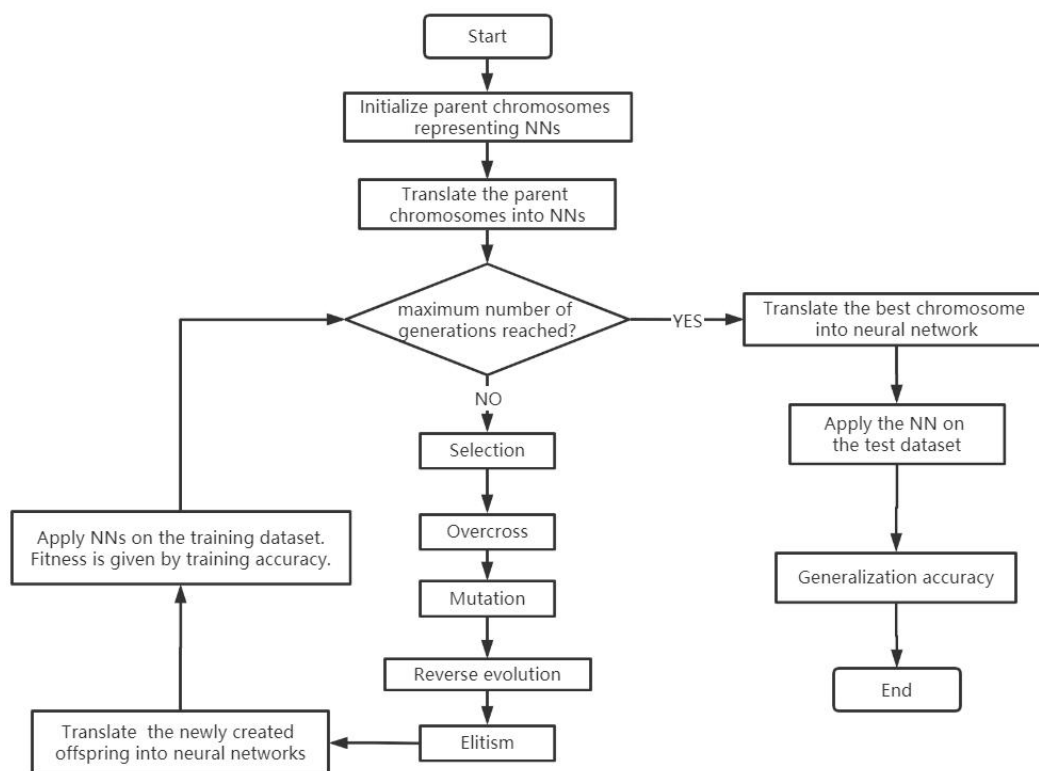 Start
Initialize parent chromosomes
representing NNs
Translate the parent
chromosomes into NNs
maximum number of
generations reached?
YES
Translate the best chromosome
into neural network
NO
Apply the NN on
the test dataset
Selection
Apply NNs on the training dataset.
Fitness is given by training accuracy.
Overcross
Generalization accuracy
Mutation
Reverse evolution
End
Translate the newly created
offspring into neural networks
Elitism